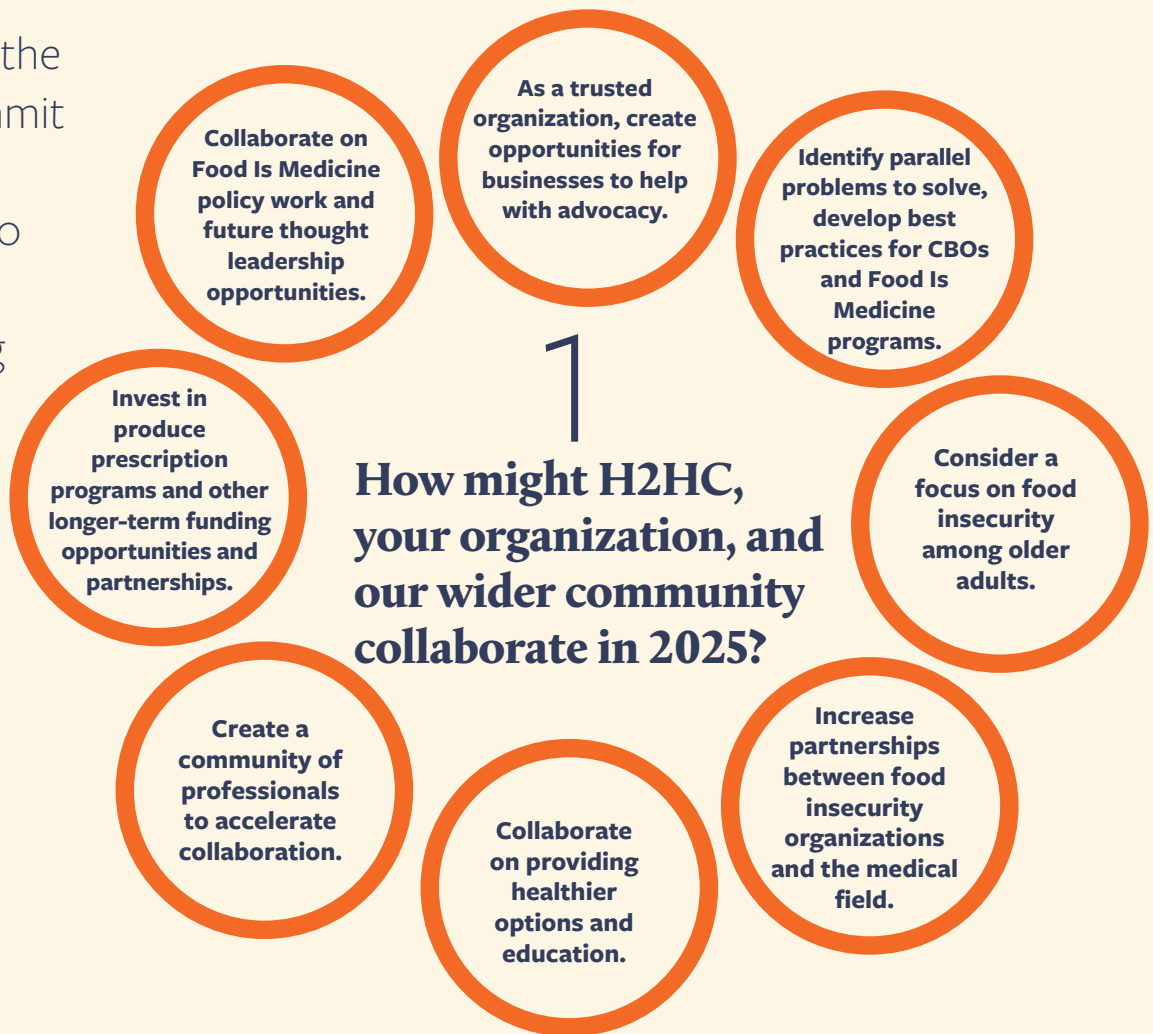 the
mmit
o
g
As a trusted
organization, create
opportunities for
businesses to help
with advocacy.
Identify parallel
problems to solve,
develop best
practices for CBOs
and Food Is
Medicine
programs.
Consider a
focus on food
insecurity
among older
adults.
Increase
partnerships
between food
insecurity
organizations
and the medical
field.
Collaborate
on providing
healthier
options and
education.
Create a
community of
professionals
to accelerate
collaboration.
Invest in
produce
prescription
programs and other
longer-term funding
opportunities and
partnerships.
Collaborate on
Food Is Medicine
policy work and
future thought
leadership
opportunities.
1
How might H2HC,
your organization, and
our wider community
collaborate in 2025?